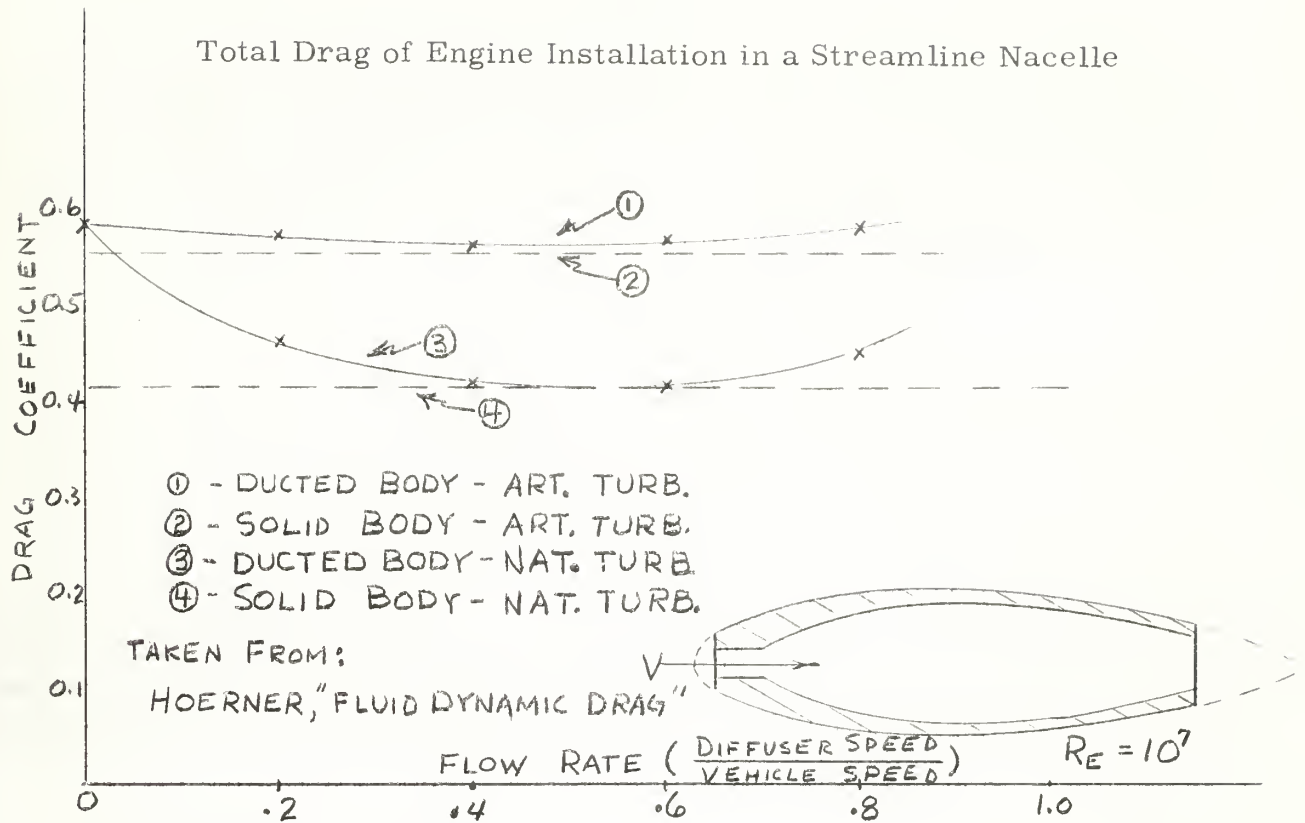 Total Drag of Engine Installation in a Streamline Nacelle
DRAG COEFFICIENT
0.6
0.5
0.4
0.3
0.2
0.1
①
②
③
④
① - DUCTED BODY - ART. TURB.
② - SOLID BODY - ART. TURB.
③ - DUCTED BODY - NAT. TURB
④ - SOLID BODY - NAT. TURB.
TAKEN FROM:
HOERNER, "FLUID DYNAMIC DRAG"
V
FLOW RATE (DIFFUSER SPEED / VEHICLE SPEED)
RE = 10⁷
0 .2 .4 .6 .8 1.0